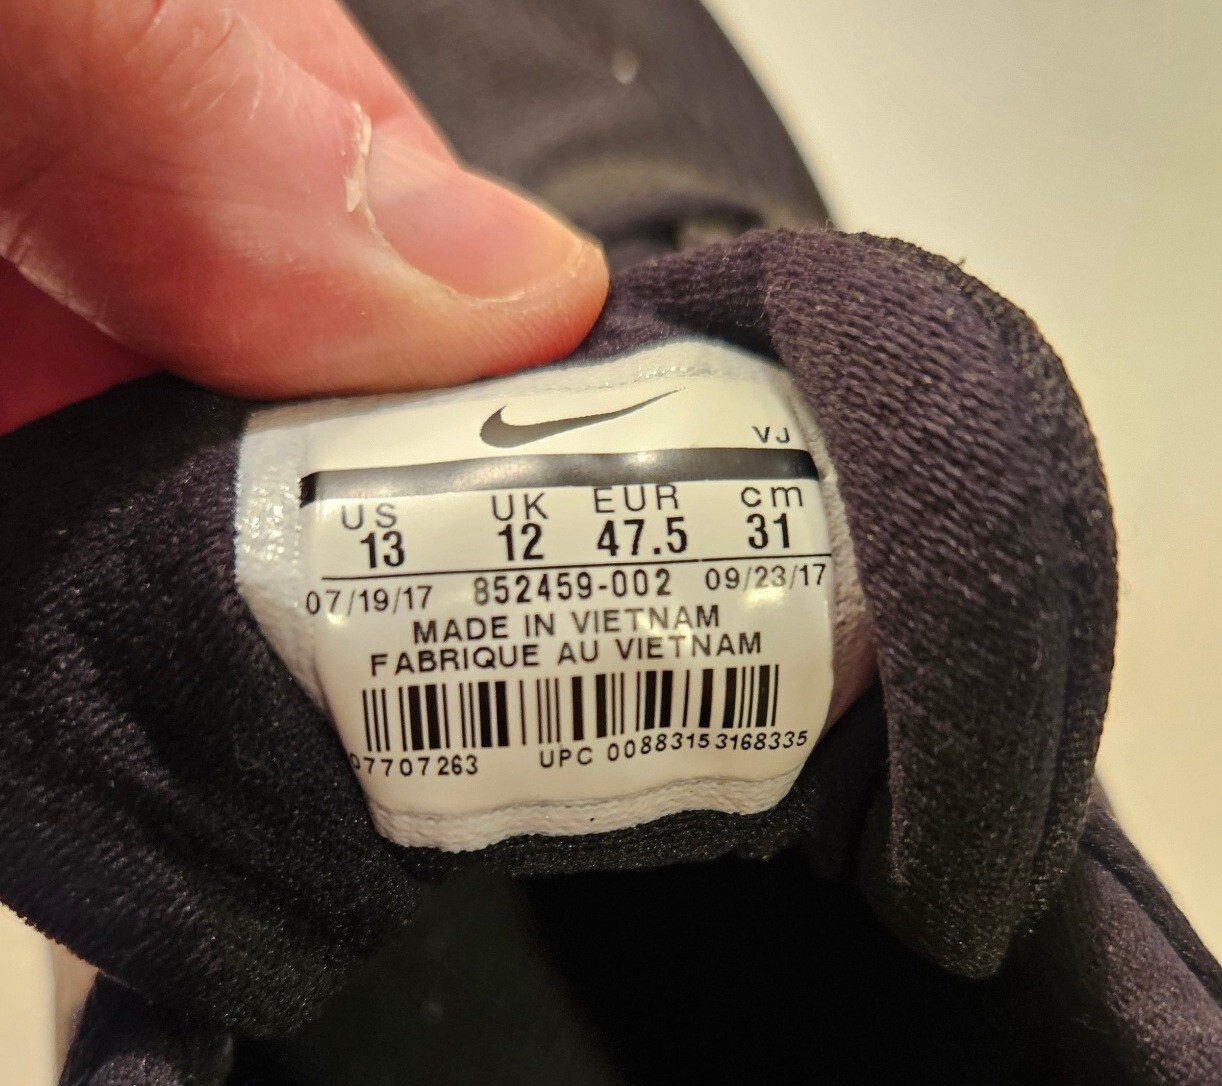 VJ
US UK EUR cm
13 12 47.5 31
07/19/17 852459-002 09/23/17
MADE IN VIETNAM
FABRIQUE AU VIETNAM
07707263 UPC 00883153168335